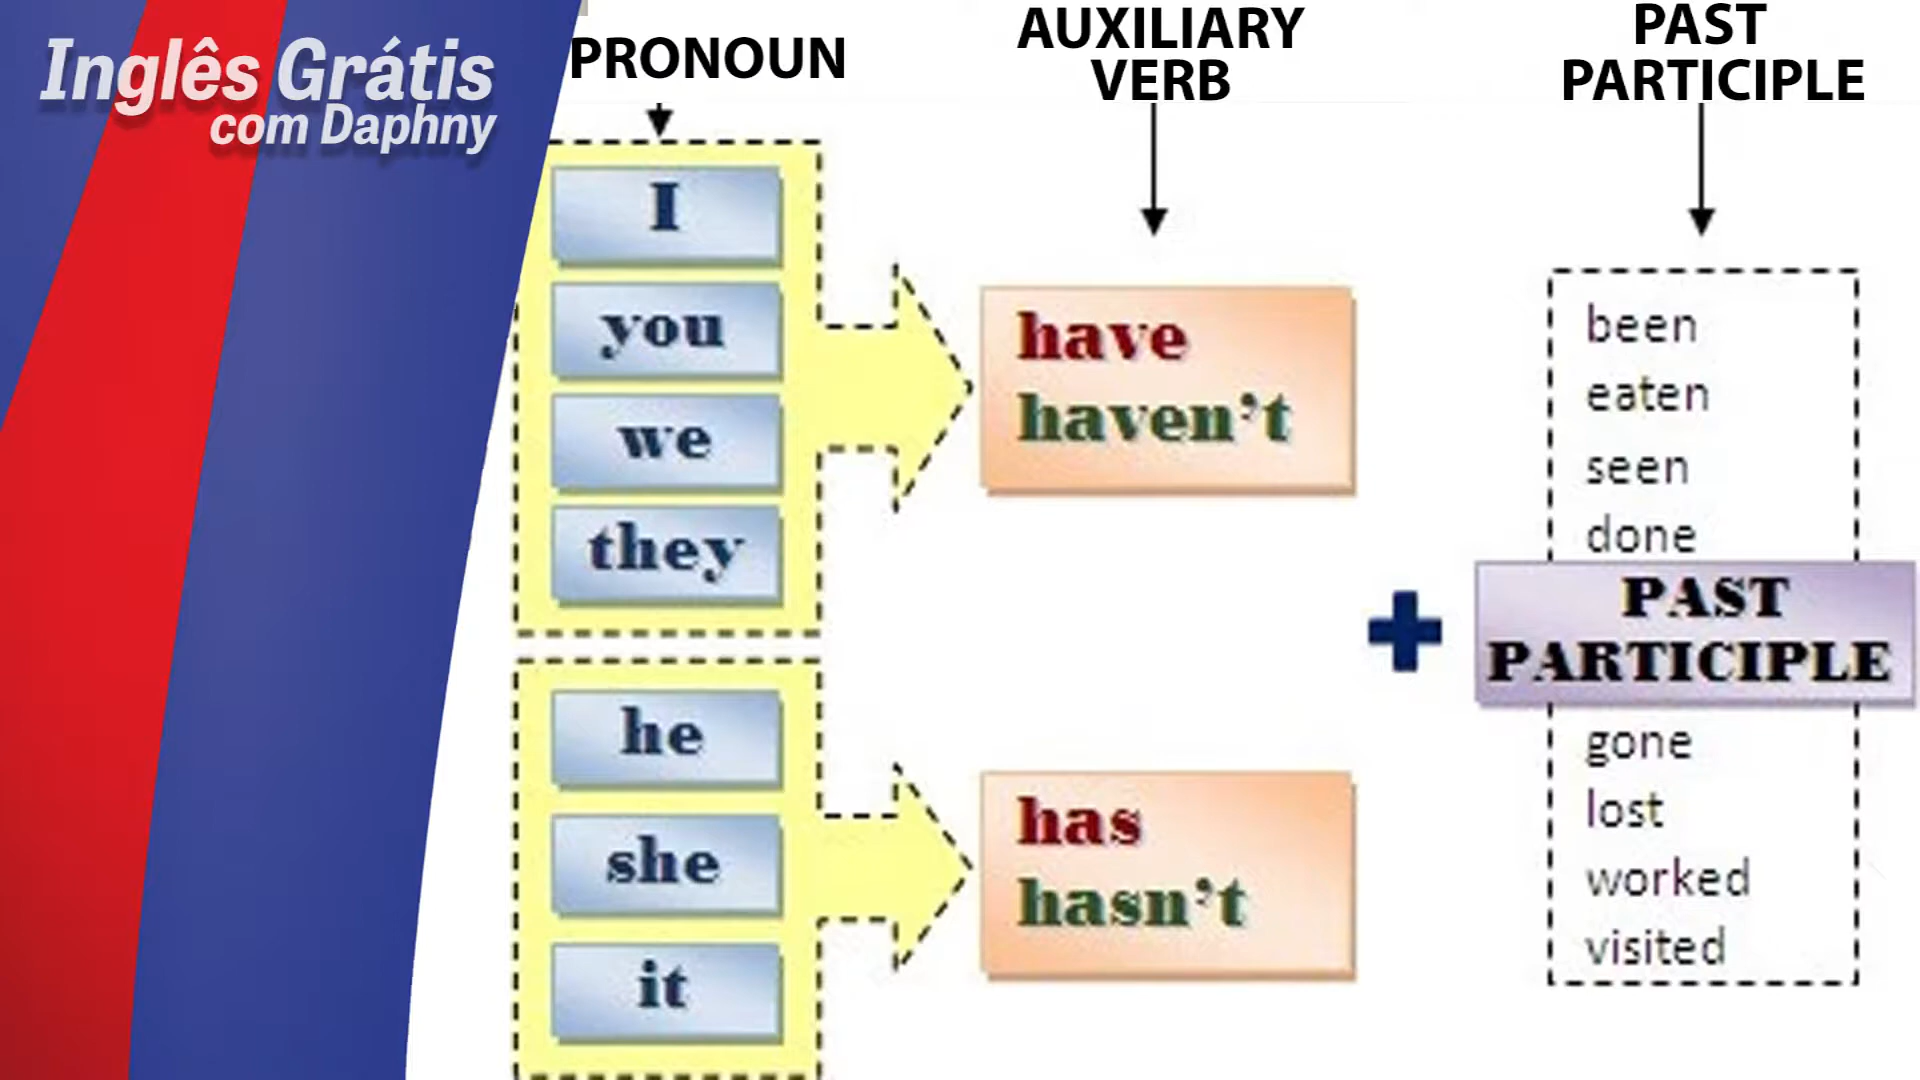 Inglês Grátis
com Daphny
PRONOUN
AUXILIARY
VERB
PAST
PARTICIPLE
I
you
we
they
he
she
it
have
haven't
has
hasn't
been
eaten
seen
done
PAST
PARTICIPLE
gone
lost
worked
visited